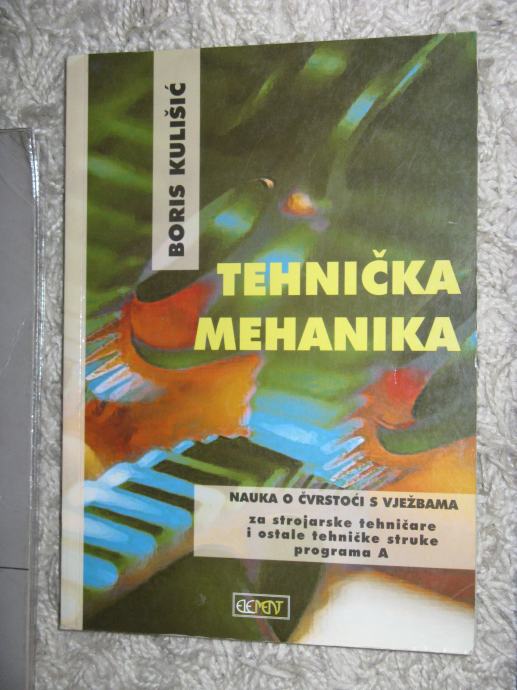 BORIS KULIŠIĆ
TEHNIČKA
MEHANIKA
NAUKA O ČVRSTOĆI S VJEŽBAMA
za strojarske tehničare
i ostale tehničke struke
programa A
ELEMENT